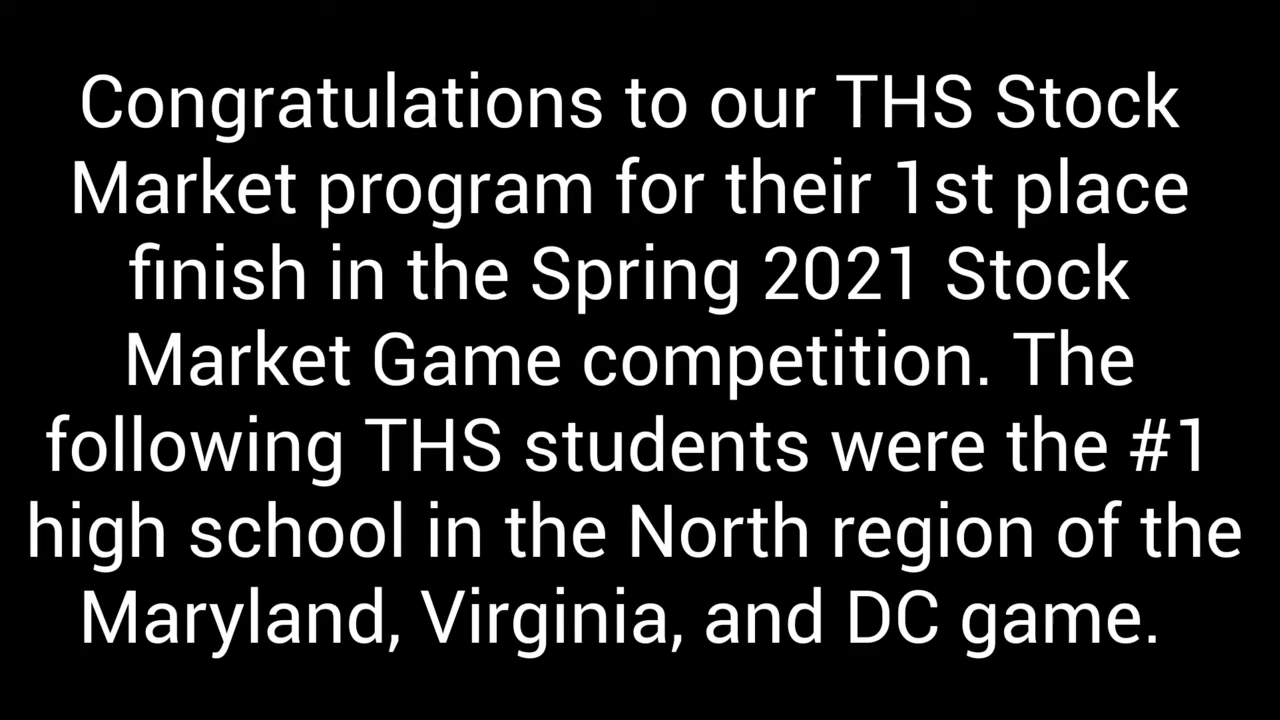 Congratulations to our THS Stock
Market program for their 1st place
finish in the Spring 2021 Stock
Market Game competition. The
following THS students were the #1
high school in the North region of the
Maryland, Virginia, and DC game.